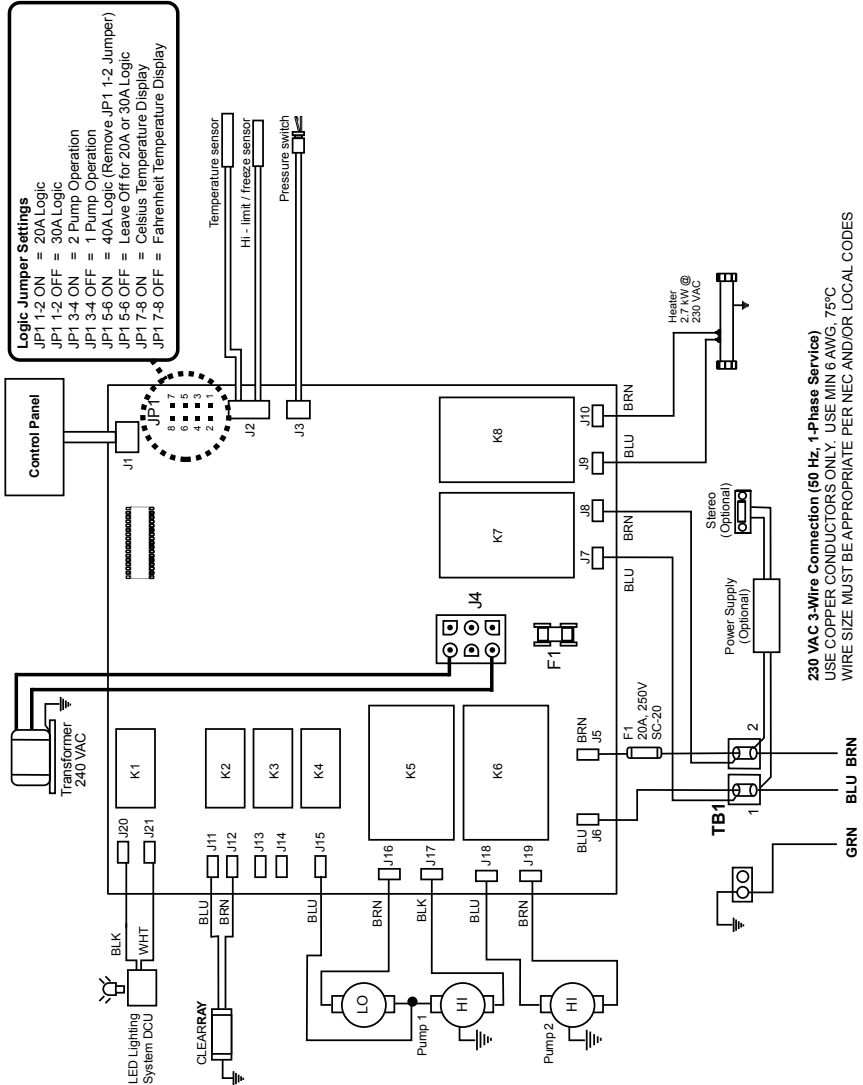 Logic Jumper Settings
JP1 1-2 ON = 20A Logic
JP1 1-2 OFF = 30A Logic
JP1 3-4 ON = 2 Pump Operation
JP1 3-4 OFF = 1 Pump Operation
JP1 5-6 ON = 40A Logic (Remove JP1 1-2 Jumper)
JP1 5-6 OFF = Leave Off for 20A or 30A Logic
JP1 7-8 ON = Celsius Temperature Display
JP1 7-8 OFF = Fahrenheit Temperature Display
Control Panel
J1
JP1
8 7
6 5
4 3
2 1
J2
J3
Temperature sensor
Hi - limit / freeze sensor
Pressure switch
Transformer
240 VAC
J4
F1
K1
K2
K3
K4
K5
K6
K7
K8
J20
J21
J11
J12
J13
J14
J15
J16
J17
J18
J19
BLK
WHT
BLU
BRN
BLU
BRN
BLK
BLU
BRN
LED Lighting
System DCU
CLEARRAY
LO
HI
Pump 1
HI
Pump 2
J6
BLU
J5
BRN
F1
20A, 250V
SC-20
J7
BLU
J8
BRN
J9
BLU
J10
BRN
Heater
2.7 kW @
230 VAC
Stereo
(Optional)
Power Supply
(Optional)
TB1
1
2
GRN
BLU
BRN
230 VAC 3-Wire Connection (50 Hz, 1-Phase Service)
USE COPPER CONDUCTORS ONLY. USE MIN 6 AWG, 75ºC
WIRE SIZE MUST BE APPROPRIATE PER NEC AND/OR LOCAL CODES